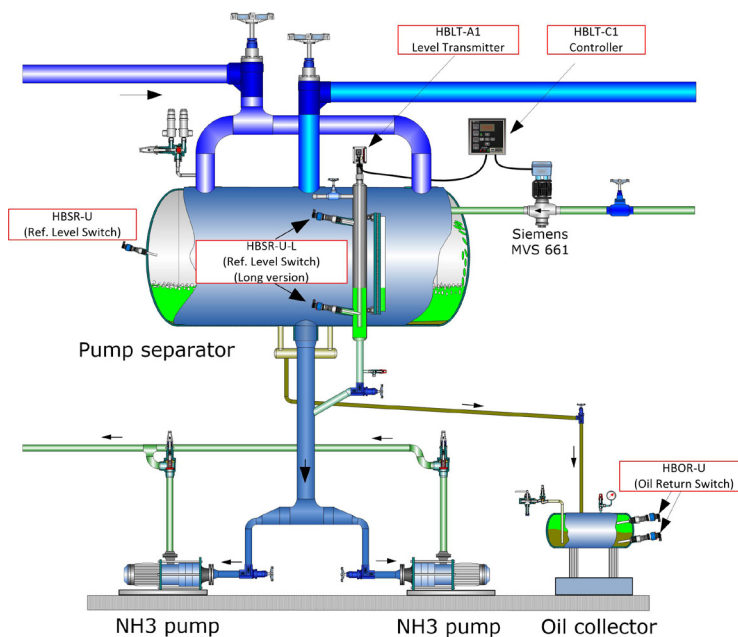 HBLT-A1
Level Transmitter
HBLT-C1
Controller
HBSR-U
(Ref. Level Switch)
HBSR-U-L
(Ref. Level Switch)
(Long version)
Siemens
MVS 661
Pump separator
HBOR-U
(Oil Return Switch)
NH3 pump
NH3 pump
Oil collector